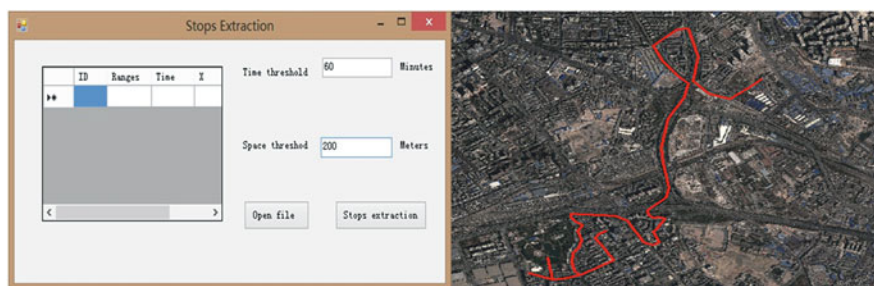 Stops Extraction
ID Ranges Time X
Time threshold 60 Minutes
Space threshod 200 Meters
Open file Stops extraction